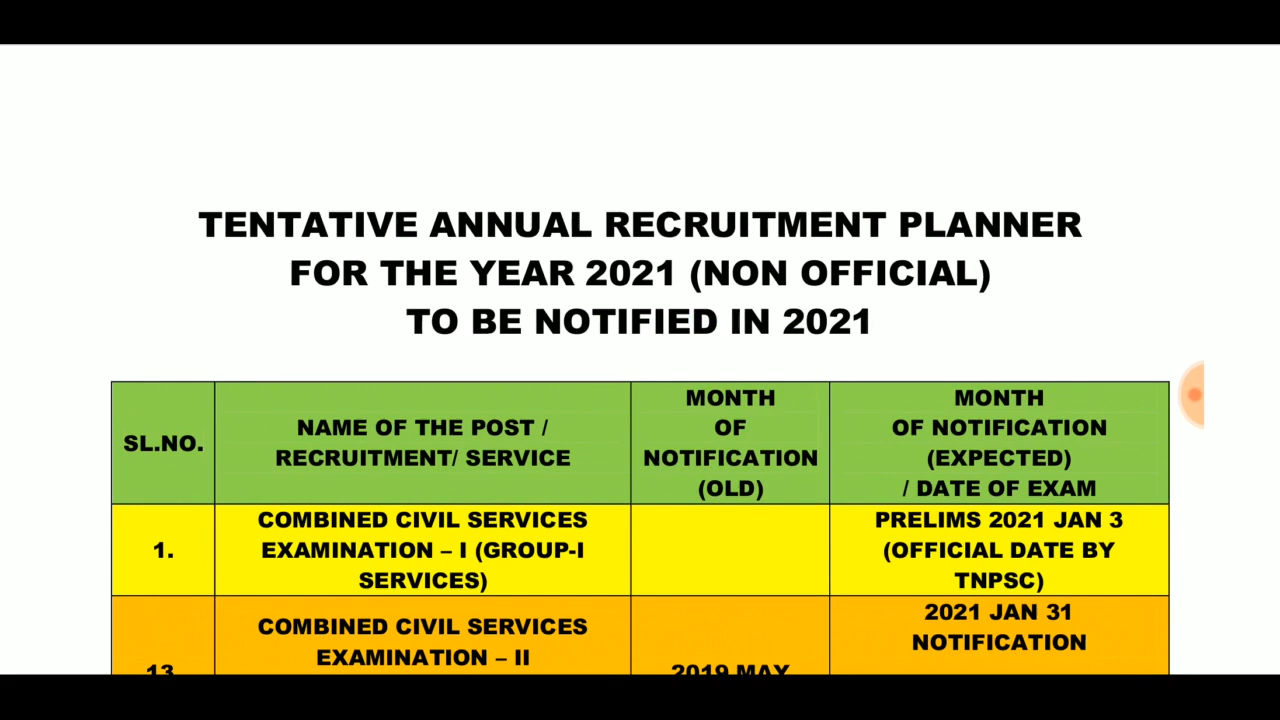 TENTATIVE ANNUAL RECRUITMENT PLANNER
FOR THE YEAR 2021 (NON OFFICIAL)
TO BE NOTIFIED IN 2021
SL.NO.
NAME OF THE POST /
RECRUITMENT/ SERVICE
MONTH
OF
NOTIFICATION
(OLD)
MONTH
OF NOTIFICATION
(EXPECTED)
/ DATE OF EXAM
1.
COMBINED CIVIL SERVICES
EXAMINATION – I (GROUP-I
SERVICES)
PRELIMS 2021 JAN 3
(OFFICIAL DATE BY
TNPSC)
13
COMBINED CIVIL SERVICES
EXAMINATION – II
2019 MAY
2021 JAN 31
NOTIFICATION